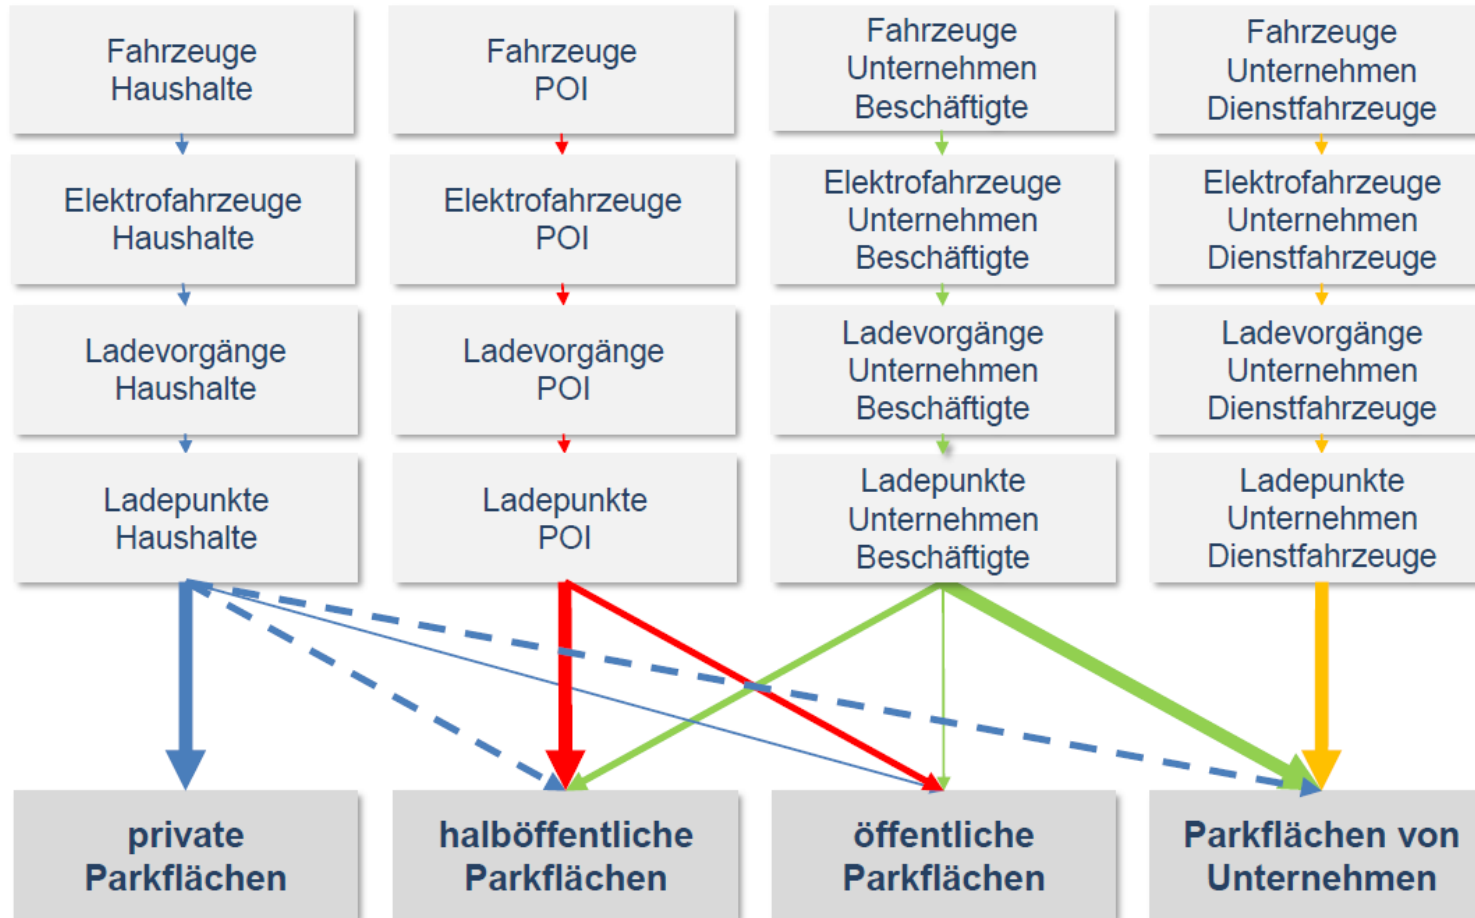 Fahrzeuge
Haushalte
Fahrzeuge
POI
Fahrzeuge
Unternehmen
Beschäftigte
Fahrzeuge
Unternehmen
Dienstfahrzeuge
Elektrofahrzeuge
Haushalte
Elektrofahrzeuge
POI
Elektrofahrzeuge
Unternehmen
Beschäftigte
Elektrofahrzeuge
Unternehmen
Dienstfahrzeuge
Ladevorgänge
Haushalte
Ladevorgänge
POI
Ladevorgänge
Unternehmen
Beschäftigte
Ladevorgänge
Unternehmen
Dienstfahrzeuge
Ladepunkte
Haushalte
Ladepunkte
POI
Ladepunkte
Unternehmen
Beschäftigte
Ladepunkte
Unternehmen
Dienstfahrzeuge
private
Parkflächen
halböffentliche
Parkflächen
öffentliche
Parkflächen
Parkflächen von
Unternehmen